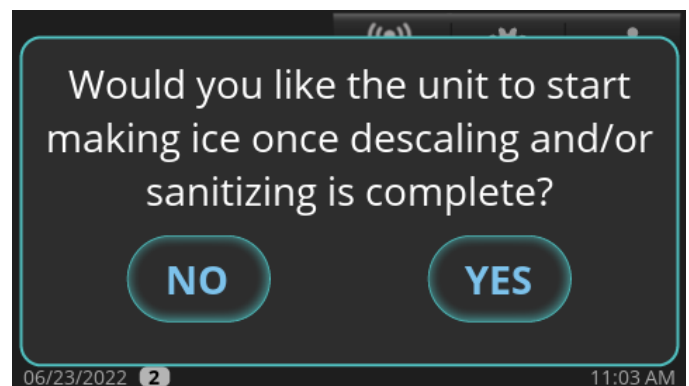 Would you like the unit to start
making ice once descaling and/or
sanitizing is complete?
NO
YES
06/23/2022 2
11:03 AM